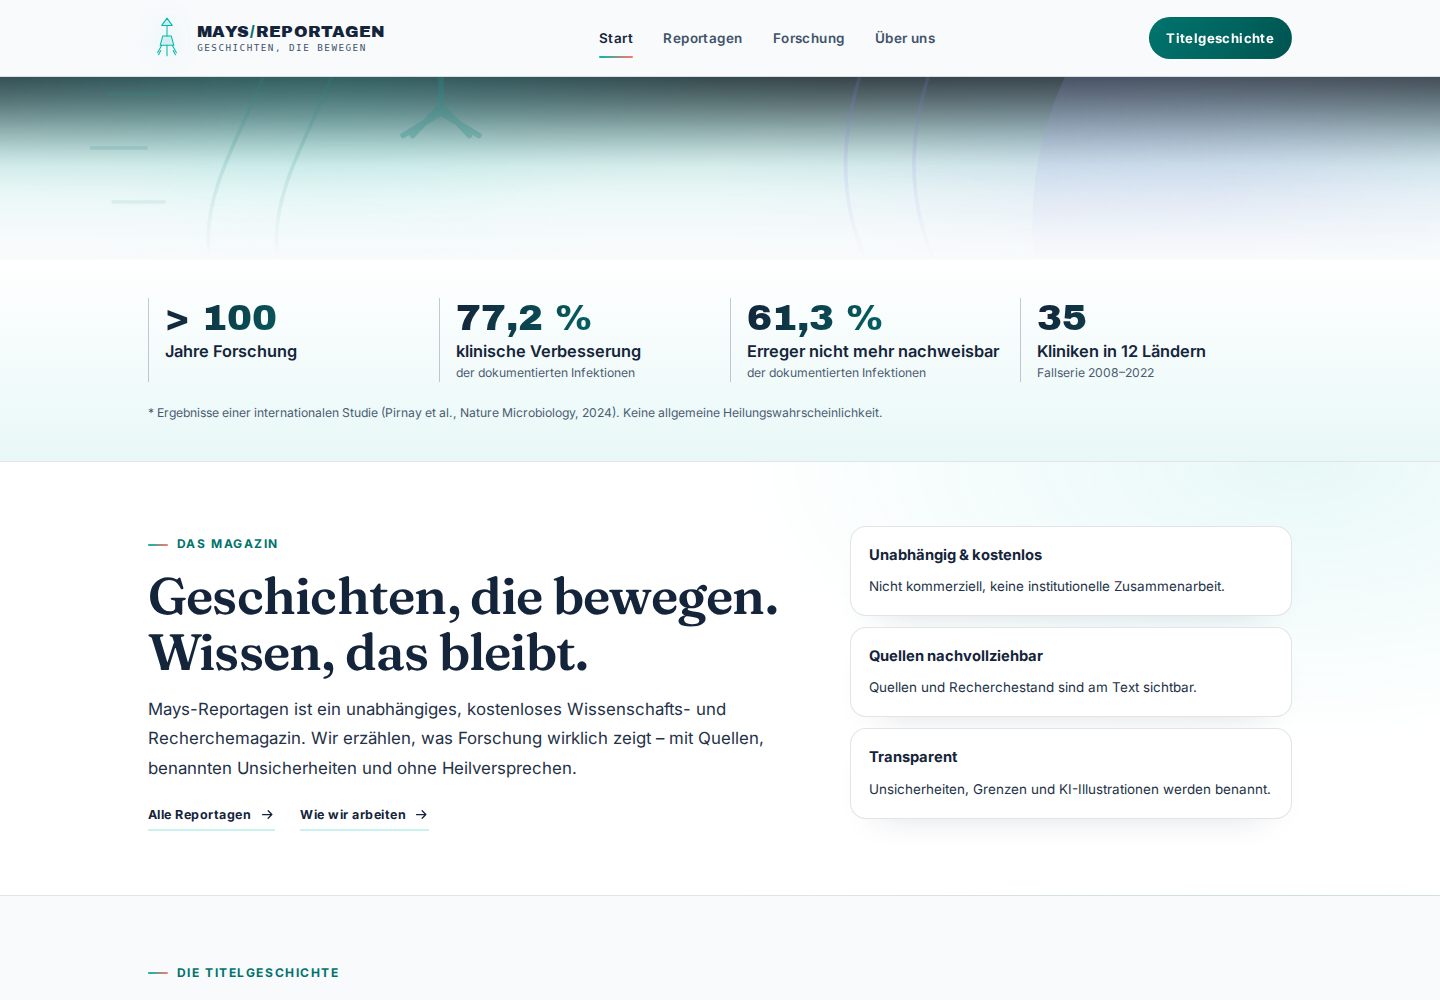 MAYS/REPORTAGEN
GESCHICHTEN, DIE BEWEGEN
Start
Reportagen
Forschung
Über uns
Titelgeschichte
> 100
Jahre Forschung
77,2 %
klinische Verbesserung
der dokumentierten Infektionen
61,3 %
Erreger nicht mehr nachweisbar
der dokumentierten Infektionen
35
Kliniken in 12 Ländern
Fallserie 2008–2022
* Ergebnisse einer internationalen Studie (Pirnay et al., Nature Microbiology, 2024). Keine allgemeine Heilungswahrscheinlichkeit.
DAS MAGAZIN
Geschichten, die bewegen.
Wissen, das bleibt.
Mays-Reportagen ist ein unabhängiges, kostenloses Wissenschafts- und
Recherchemagazin. Wir erzählen, was Forschung wirklich zeigt – mit Quellen,
benannten Unsicherheiten und ohne Heilversprechen.
Alle Reportagen →
Wie wir arbeiten →
Unabhängig & kostenlos
Nicht kommerziell, keine institutionelle Zusammenarbeit.
Quellen nachvollziehbar
Quellen und Recherchestand sind am Text sichtbar.
Transparent
Unsicherheiten, Grenzen und KI-Illustrationen werden benannt.
DIE TITELGESCHICHTE